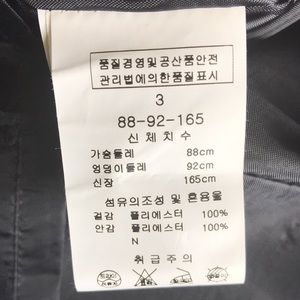 품질경영및공산품안전
관리법에의한품질표시
3
88-92-165
신체치수
가슴둘레 88cm
엉덩이둘레 92cm
신장 165cm
섬유의조성 및 혼용율
겉감 폴리에스터 100%
안감 폴리에스터 100%
N
취급주의
드라이